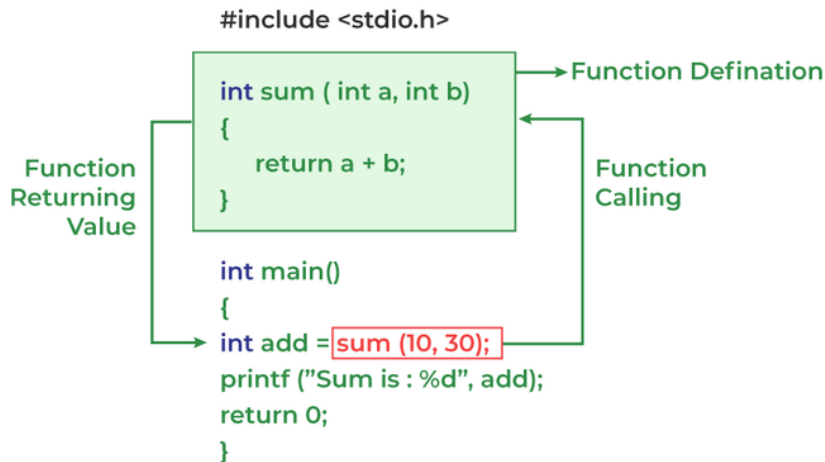 #include <stdio.h>
int sum ( int a, int b)
{
return a + b;
}
Function Defination
Function
Returning
Value
Function
Calling
int main()
{
int add = sum (10, 30);
printf (”Sum is : %d”, add);
return 0;
}